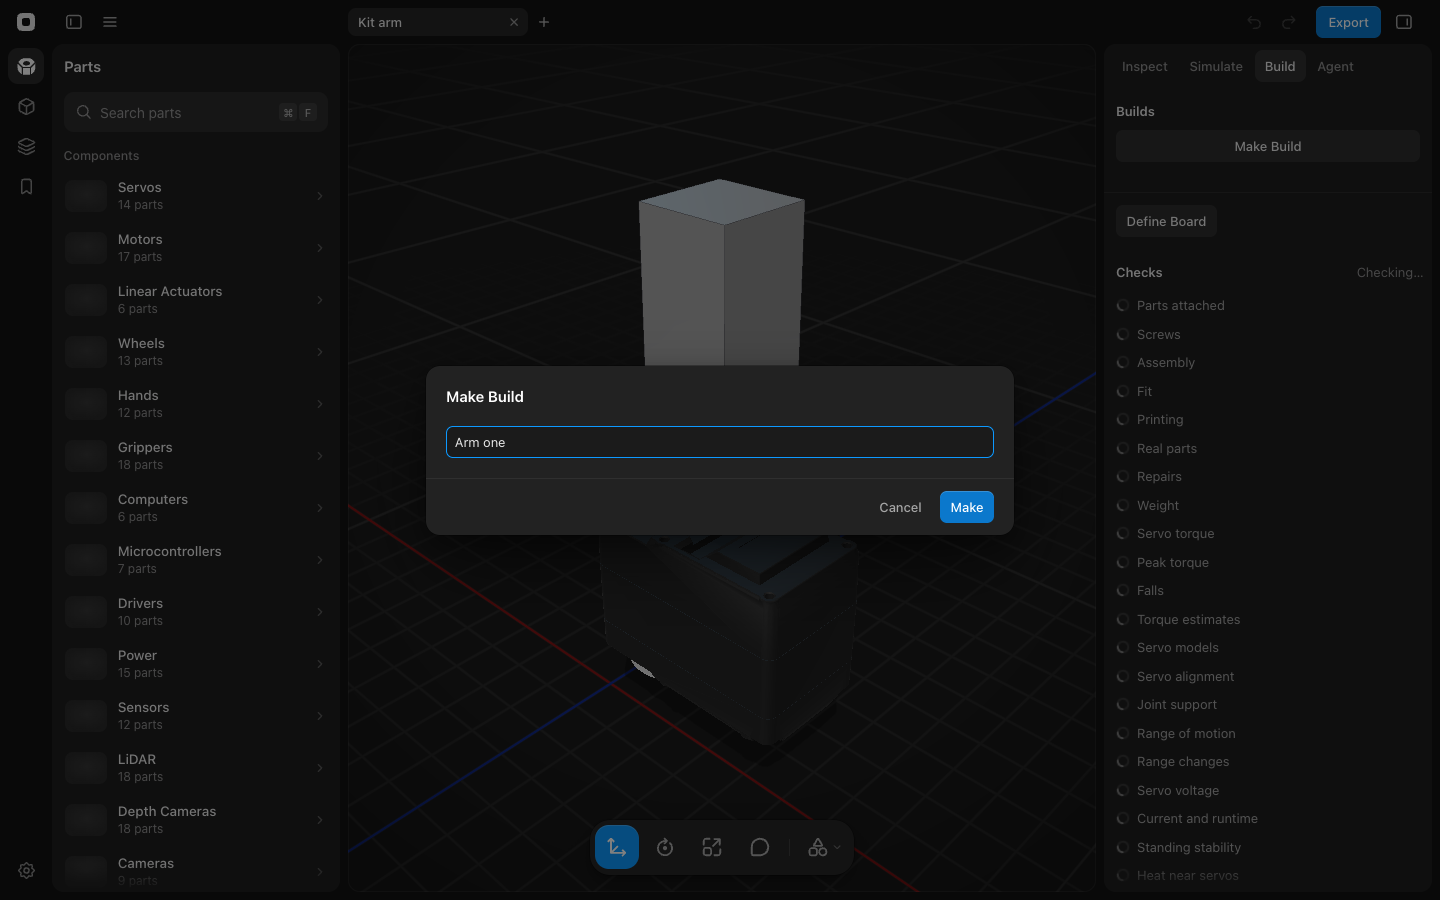 Kit arm
Export
Parts
Search parts
⌘ F
Components
Servos
14 parts
Motors
17 parts
Linear Actuators
6 parts
Wheels
13 parts
Hands
12 parts
Grippers
18 parts
Computers
6 parts
Microcontrollers
7 parts
Drivers
10 parts
Power
15 parts
Sensors
12 parts
LiDAR
18 parts
Depth Cameras
18 parts
Cameras
9 parts
Make Build
Arm one
Cancel Make
Inspect Simulate Build Agent
Builds
Make Build
Define Board
Checks Checking...
Parts attached
Screws
Assembly
Fit
Printing
Real parts
Repairs
Weight
Servo torque
Peak torque
Falls
Torque estimates
Servo models
Servo alignment
Joint support
Range of motion
Range changes
Servo voltage
Current and runtime
Standing stability
Heat near servos